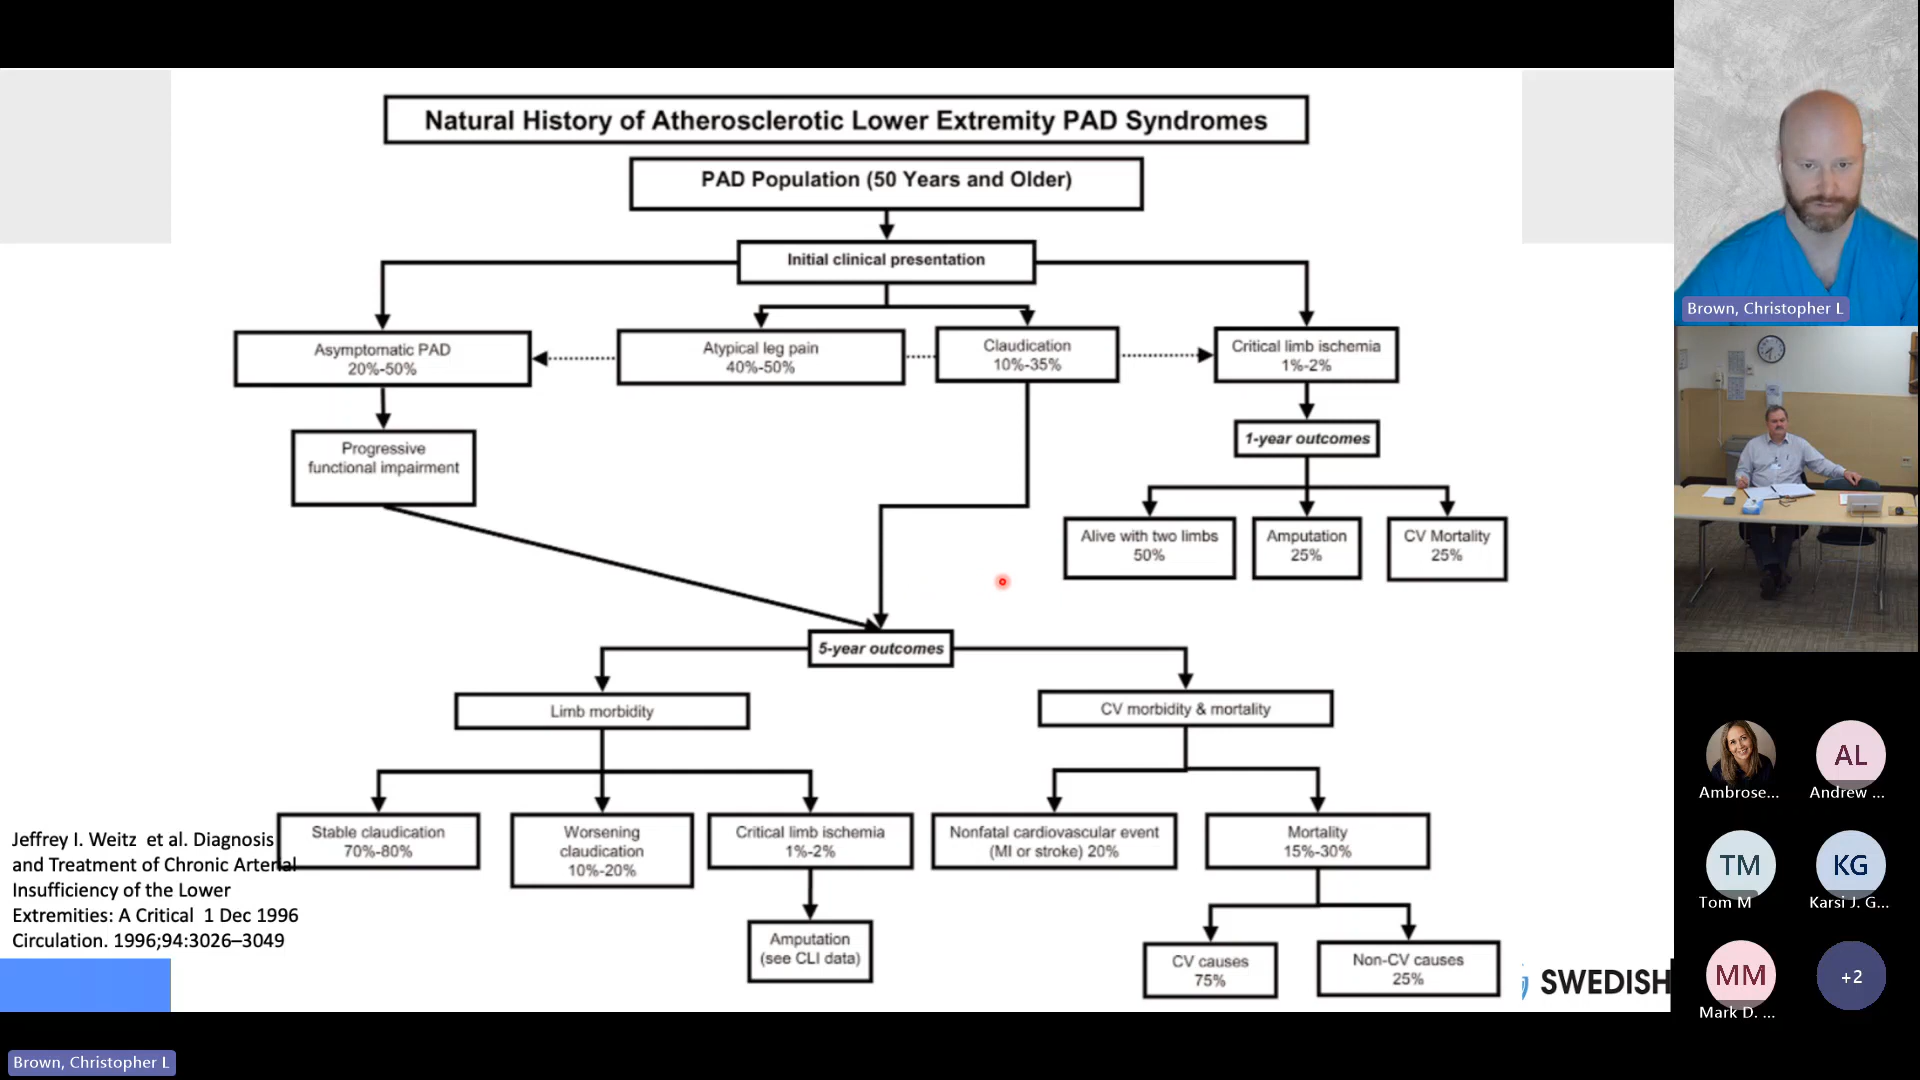 Natural History of Atherosclerotic Lower Extremity PAD Syndromes
PAD Population (50 Years and Older)
Initial clinical presentation
Asymptomatic PAD
20%-50%
Atypical leg pain
40%-50%
Claudication
10%-35%
Critical limb ischemia
1%-2%
Progressive
functional impairment
1-year outcomes
Alive with two limbs
50%
Amputation
25%
CV Mortality
25%
5-year outcomes
Limb morbidity
CV morbidity & mortality
Stable claudication
70%-80%
Worsening
claudication
10%-20%
Critical limb ischemia
1%-2%
Nonfatal cardiovascular event
(MI or stroke) 20%
Mortality
15%-30%
Amputation
(see CLI data)
CV causes
75%
Non-CV causes
25%
Jeffrey I. Weitz et al. Diagnosis
and Treatment of Chronic Arterial
Insufficiency of the Lower
Extremities: A Critical 1 Dec 1996
Circulation. 1996;94:3026–3049
SWEDISH
Brown, Christopher L
Brown, Christopher L
Ambrose...
AL
Andrew ...
TM
Tom M
KG
Karsi J. G...
MM
Mark D. ...
+2